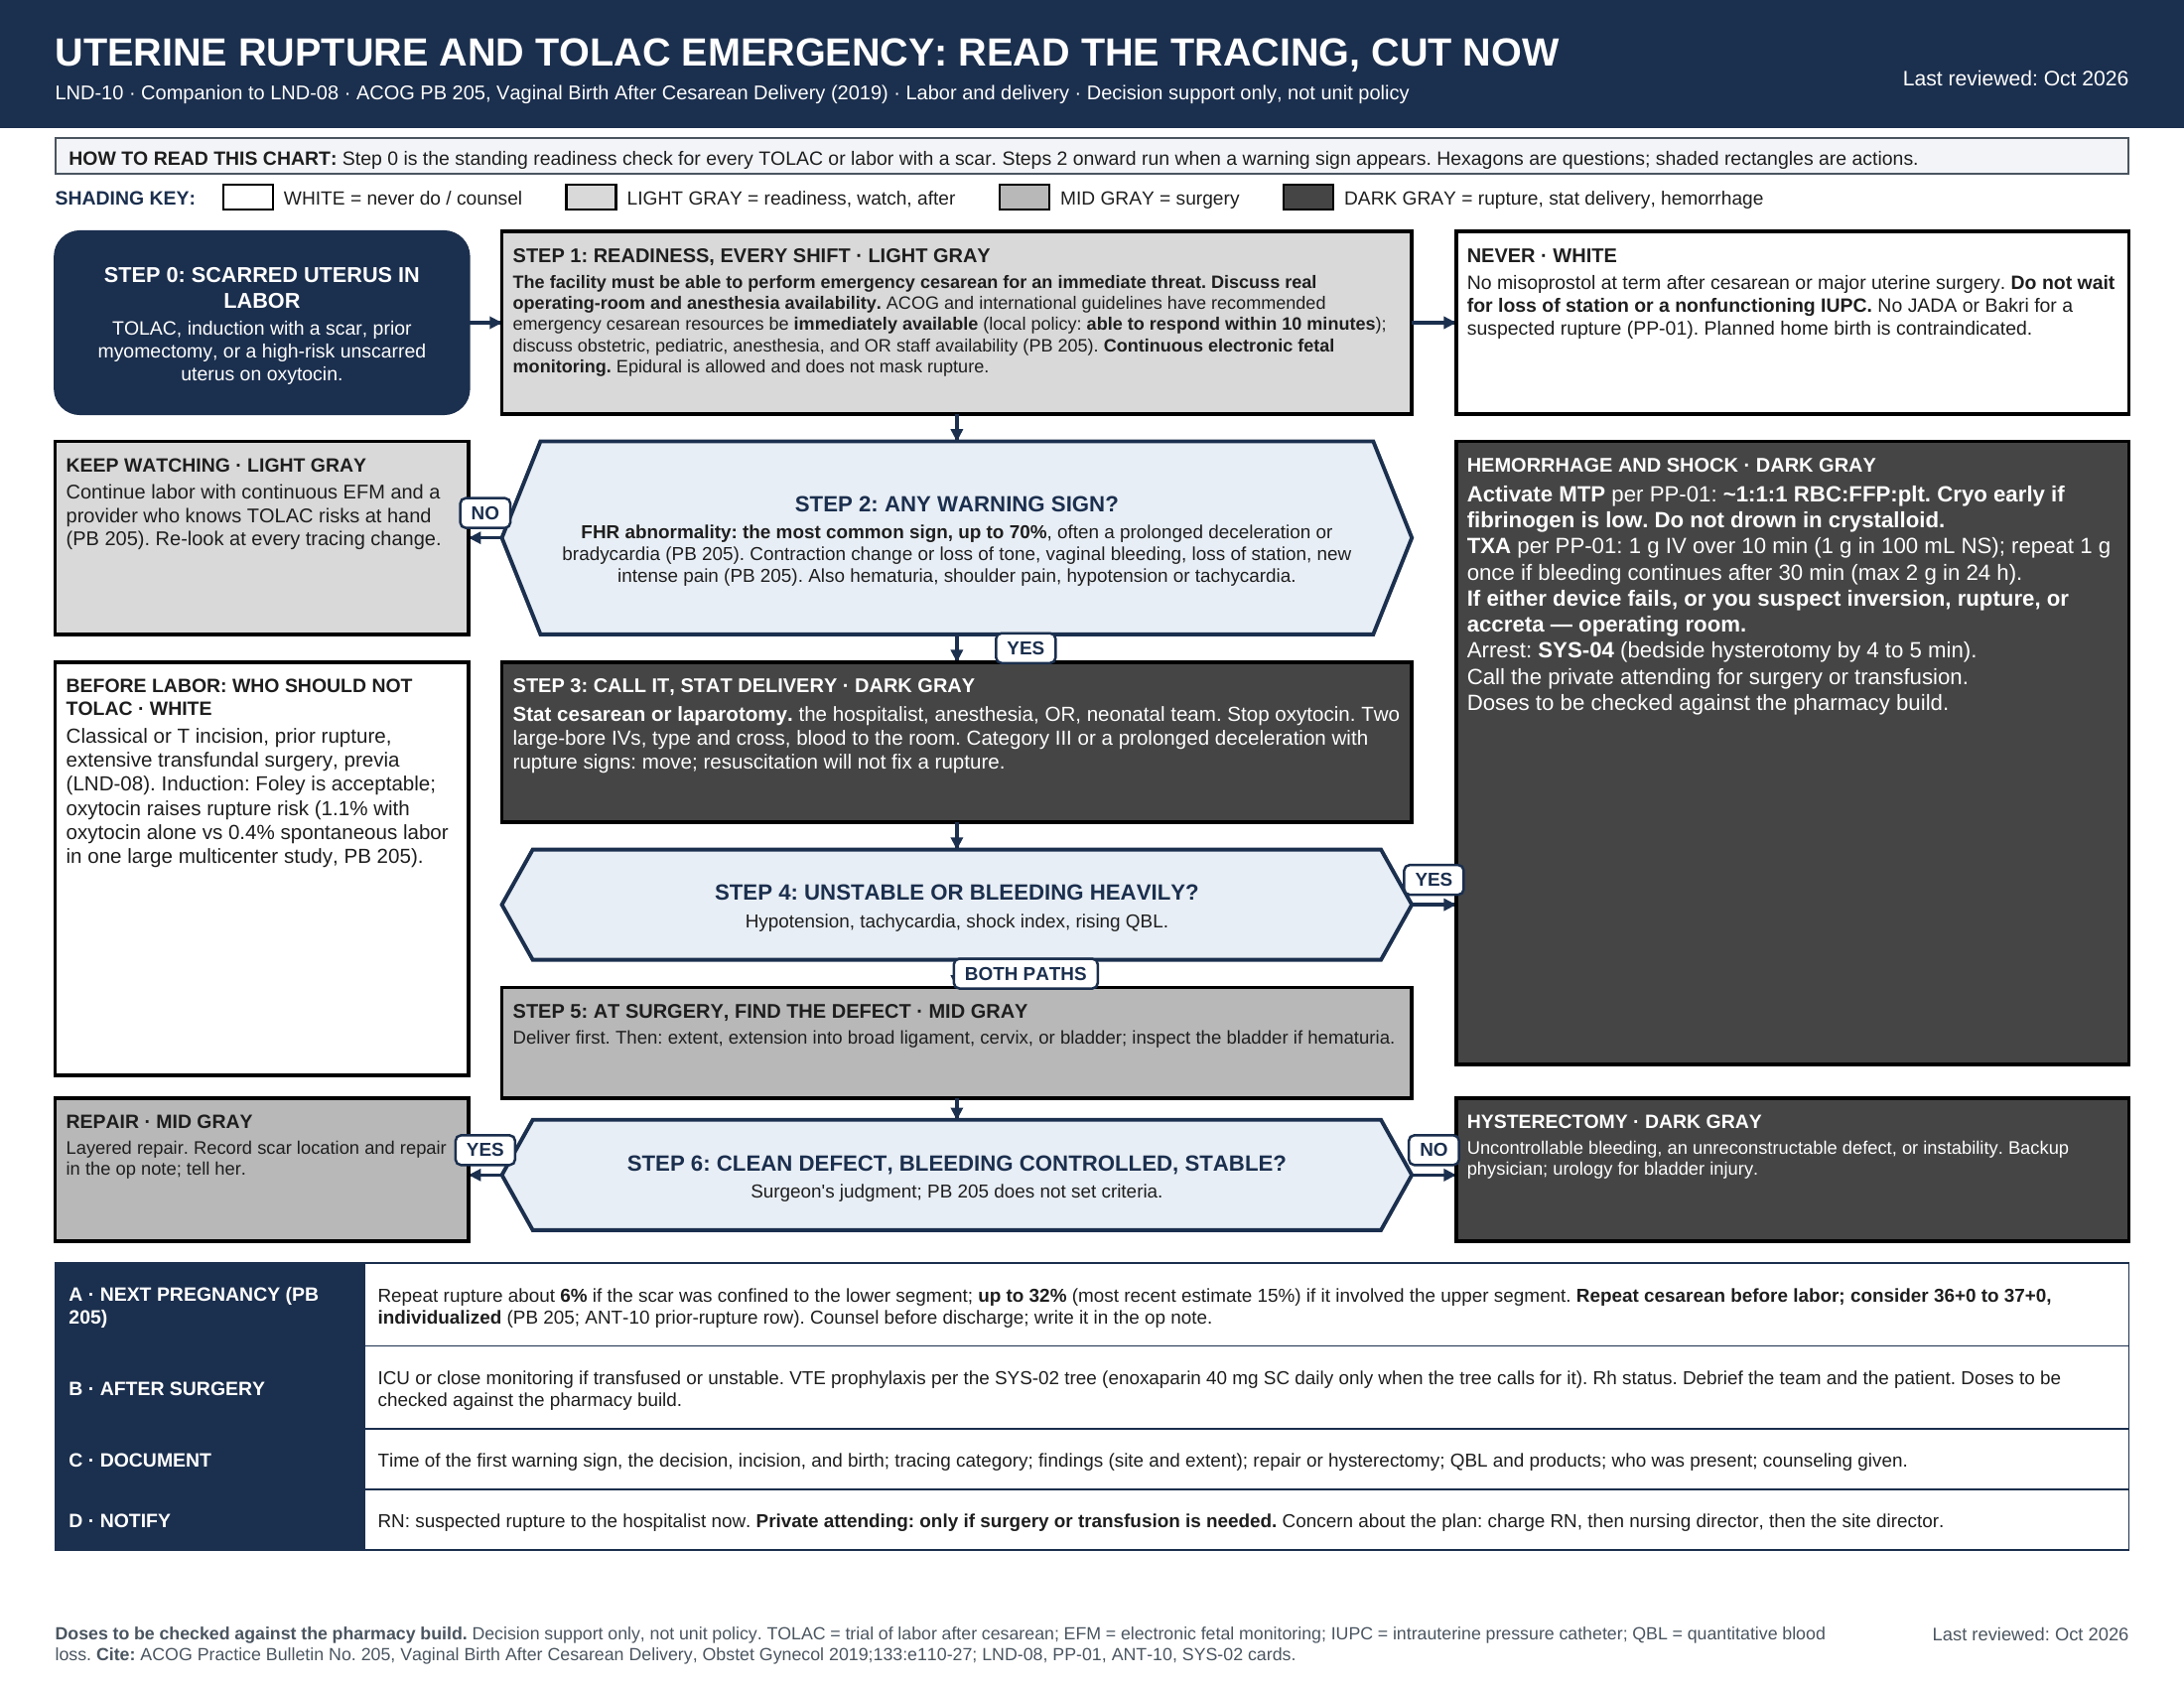 UTERINE RUPTURE AND TOLAC EMERGENCY: READ THE TRACING, CUT NOW
LND-10 · Companion to LND-08 · ACOG PB 205, Vaginal Birth After Cesarean Delivery (2019) · Labor and delivery · Decision support only, not unit policy
Last reviewed: Oct 2026
HOW TO READ THIS CHART: Step 0 is the standing readiness check for every TOLAC or labor with a scar. Steps 2 onward run when a warning sign appears. Hexagons are questions; shaded rectangles are actions.
SHADING KEY: WHITE = never do / counsel LIGHT GRAY = readiness, watch, after MID GRAY = surgery DARK GRAY = rupture, stat delivery, hemorrhage
STEP 0: SCARRED UTERUS IN
LABOR
TOLAC, induction with a scar, prior
myomectomy, or a high-risk unscarred
uterus on oxytocin.
STEP 1: READINESS, EVERY SHIFT · LIGHT GRAY
The facility must be able to perform emergency cesarean for an immediate threat. Discuss real
operating-room and anesthesia availability. ACOG and international guidelines have recommended
emergency cesarean resources be immediately available (local policy: able to respond within 10 minutes);
discuss obstetric, pediatric, anesthesia, and OR staff availability (PB 205). Continuous electronic fetal
monitoring. Epidural is allowed and does not mask rupture.
NEVER · WHITE
No misoprostol at term after cesarean or major uterine surgery. Do not wait
for loss of station or a nonfunctioning IUPC. No JADA or Bakri for a
suspected rupture (PP-01). Planned home birth is contraindicated.
KEEP WATCHING · LIGHT GRAY
Continue labor with continuous EFM and a
provider who knows TOLAC risks at hand
(PB 205). Re-look at every tracing change.
NO
STEP 2: ANY WARNING SIGN?
FHR abnormality: the most common sign, up to 70%, often a prolonged deceleration or
bradycardia (PB 205). Contraction change or loss of tone, vaginal bleeding, loss of station, new
intense pain (PB 205). Also hematuria, shoulder pain, hypotension or tachycardia.
YES
HEMORRHAGE AND SHOCK · DARK GRAY
Activate MTP per PP-01: ~1:1:1 RBC:FFP:plt. Cryo early if
fibrinogen is low. Do not drown in crystalloid.
TXA per PP-01: 1 g IV over 10 min (1 g in 100 mL NS); repeat 1 g
once if bleeding continues after 30 min (max 2 g in 24 h).
If either device fails, or you suspect inversion, rupture, or
accreta — operating room.
Arrest: SYS-04 (bedside hysterotomy by 4 to 5 min).
Call the private attending for surgery or transfusion.
Doses to be checked against the pharmacy build.
BEFORE LABOR: WHO SHOULD NOT
TOLAC · WHITE
Classical or T incision, prior rupture,
extensive transfundal surgery, previa
(LND-08). Induction: Foley is acceptable;
oxytocin raises rupture risk (1.1% with
oxytocin alone vs 0.4% spontaneous labor
in one large multicenter study, PB 205).
STEP 3: CALL IT, STAT DELIVERY · DARK GRAY
Stat cesarean or laparotomy. the hospitalist, anesthesia, OR, neonatal team. Stop oxytocin. Two
large-bore IVs, type and cross, blood to the room. Category III or a prolonged deceleration with
rupture signs: move; resuscitation will not fix a rupture.
STEP 4: UNSTABLE OR BLEEDING HEAVILY?
Hypotension, tachycardia, shock index, rising QBL.
YES
BOTH PATHS
STEP 5: AT SURGERY, FIND THE DEFECT · MID GRAY
Deliver first. Then: extent, extension into broad ligament, cervix, or bladder; inspect the bladder if hematuria.
REPAIR · MID GRAY
Layered repair. Record scar location and repair
in the op note; tell her.
YES
STEP 6: CLEAN DEFECT, BLEEDING CONTROLLED, STABLE?
Surgeon's judgment; PB 205 does not set criteria.
NO
HYSTERECTOMY · DARK GRAY
Uncontrollable bleeding, an unreconstructable defect, or instability. Backup
physician; urology for bladder injury.
A · NEXT PREGNANCY (PB
205)
Repeat rupture about 6% if the scar was confined to the lower segment; up to 32% (most recent estimate 15%) if it involved the upper segment. Repeat cesarean before labor; consider 36+0 to 37+0,
individualized (PB 205; ANT-10 prior-rupture row). Counsel before discharge; write it in the op note.
B · AFTER SURGERY
ICU or close monitoring if transfused or unstable. VTE prophylaxis per the SYS-02 tree (enoxaparin 40 mg SC daily only when the tree calls for it). Rh status. Debrief the team and the patient. Doses to be
checked against the pharmacy build.
C · DOCUMENT
Time of the first warning sign, the decision, incision, and birth; tracing category; findings (site and extent); repair or hysterectomy; QBL and products; who was present; counseling given.
D · NOTIFY
RN: suspected rupture to the hospitalist now. Private attending: only if surgery or transfusion is needed. Concern about the plan: charge RN, then nursing director, then the site director.
Doses to be checked against the pharmacy build. Decision support only, not unit policy. TOLAC = trial of labor after cesarean; EFM = electronic fetal monitoring; IUPC = intrauterine pressure catheter; QBL = quantitative blood
loss. Cite: ACOG Practice Bulletin No. 205, Vaginal Birth After Cesarean Delivery, Obstet Gynecol 2019;133:e110-27; LND-08, PP-01, ANT-10, SYS-02 cards.
Last reviewed: Oct 2026